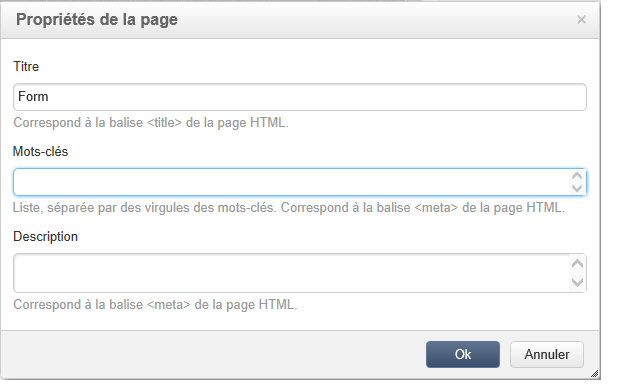 Propriétés de la page
×
Titre
Form
Correspond à la balise <title> de la page HTML.
Mots-clés
Liste, séparée par des virgules des mots-clés. Correspond à la balise <meta> de la page HTML.
Description
Correspond à la balise <meta> de la page HTML.
Ok Annuler